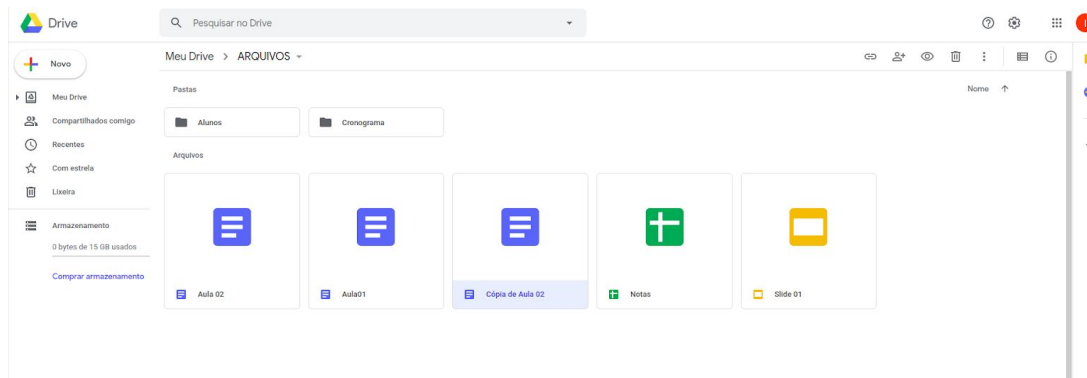 Drive
Pesquisar no Drive
Novo
Meu Drive > ARQUIVOS
Meu Drive
Compartilhados comigo
Recentes
Com estrela
Lixeira
Armazenamento
0 bytes de 15 GB usados
Comprar armazenamento
Pastas
Nome
Alunos
Cronograma
Arquivos
Aula 02
Aula01
Cópia de Aula 02
Notas
Slide 01